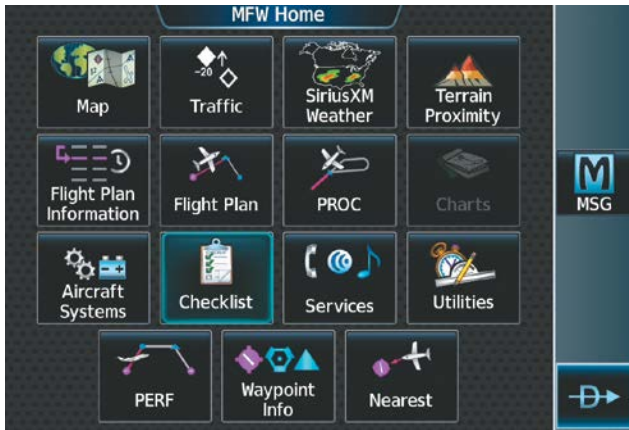 MFW Home
Map
Traffic
-20
SiriusXM
Weather
Terrain
Proximity
Flight Plan
Information
Flight Plan
PROC
Charts
M
MSG
Aircraft
Systems
Checklist
Services
Utilities
PERF
Waypoint
Info
Nearest
D